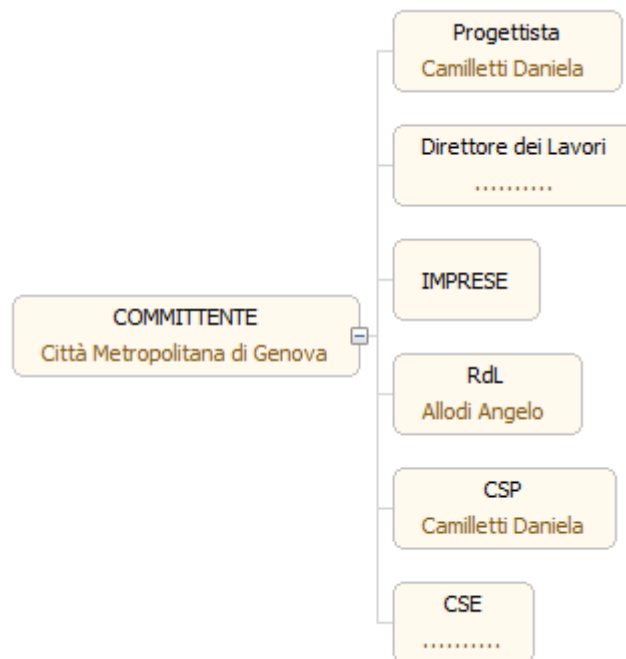 Progettista
Camilletti Daniela
Direttore dei Lavori
..........
IMPRESE
COMMITTENTE
Città Metropolitana di Genova
RdL
Allodi Angelo
CSP
Camilletti Daniela
CSE
..........